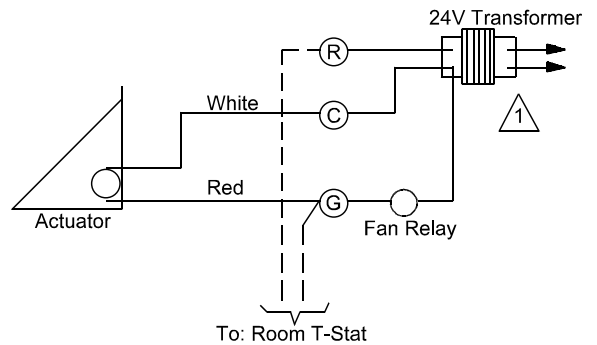 24V Transformer
R
White
C
1
Red
G
Actuator
Fan Relay
To: Room T-Stat